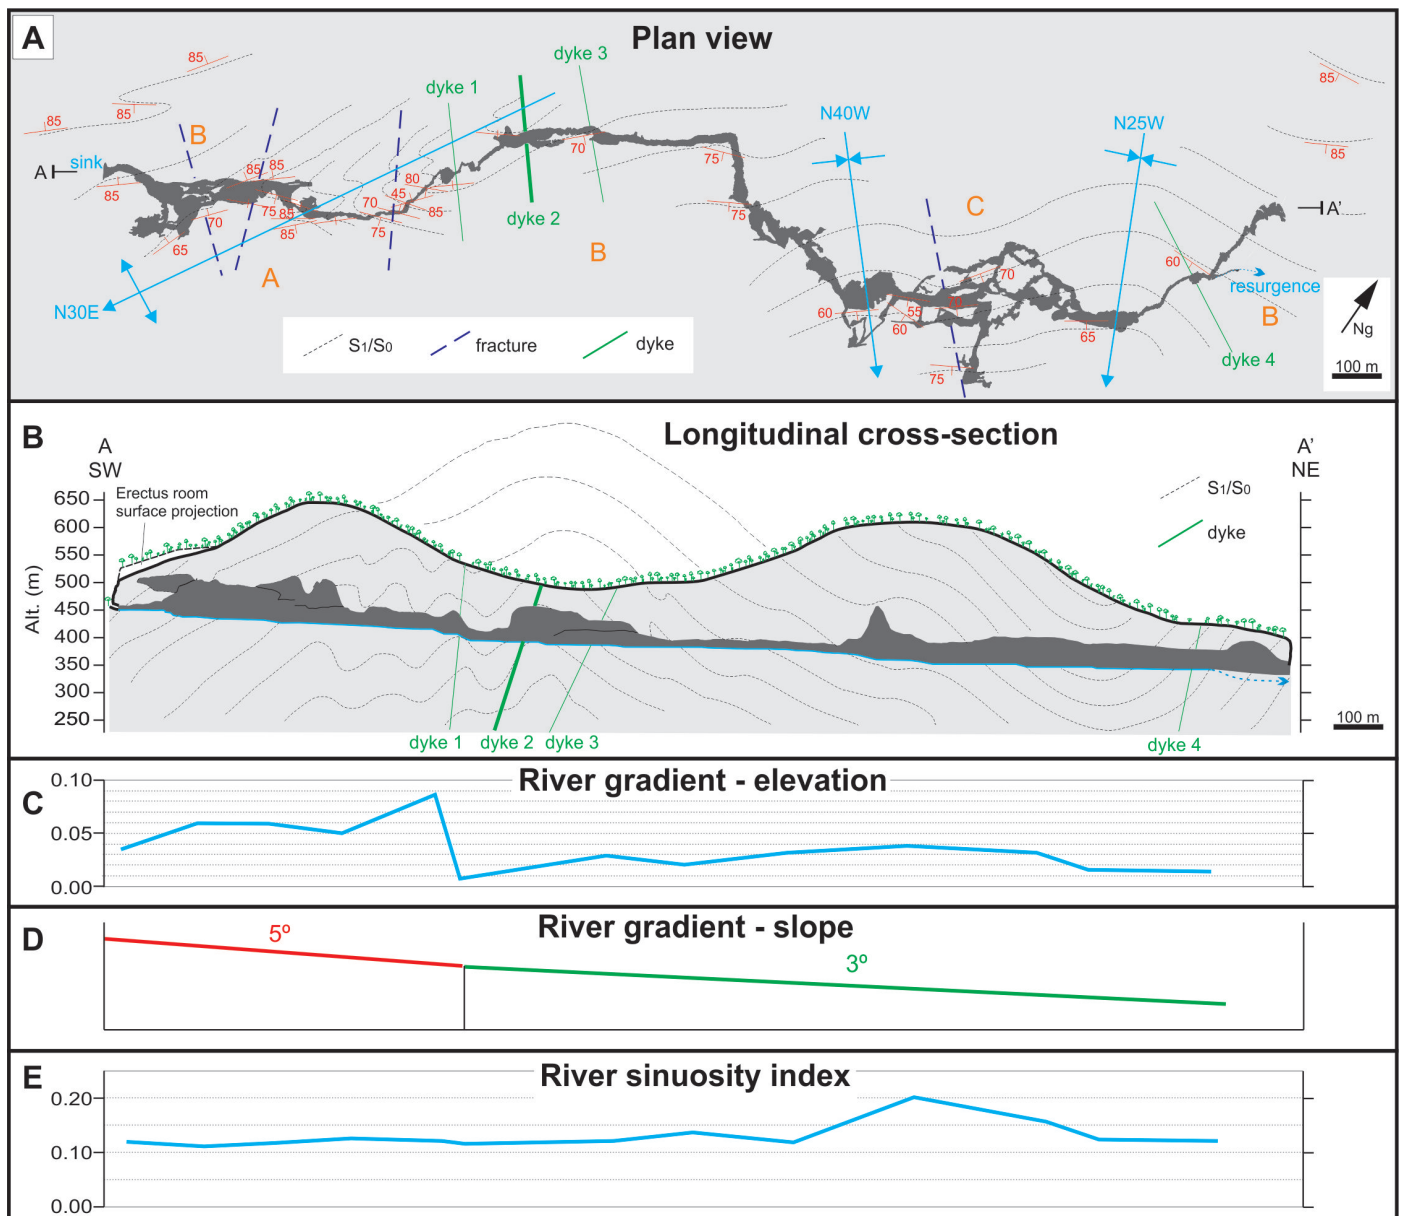 A
Plan view
85
85
85
85
85
B
sink
A
85
70
65
85
85
75
85
85
A
N30E
70
75
80
45
85
dyke 1
dyke 2
dyke 3
70
B
75
75
N40W
N25W
C
60
55
60
70
75
65
60
85
85
A'
resurgence
B
dyke 4
S1/S0
fracture
dyke
Ng
100 m
B
Longitudinal cross-section
A
SW
A'
NE
Erectus room
surface projection
Alt. (m)
650
600
550
500
450
400
350
300
250
S1/S0
dyke
100 m
dyke 1
dyke 2
dyke 3
dyke 4
C
River gradient - elevation
0.10
0.05
0.00
D
River gradient - slope
5º
3º
E
River sinuosity index
0.20
0.10
0.00